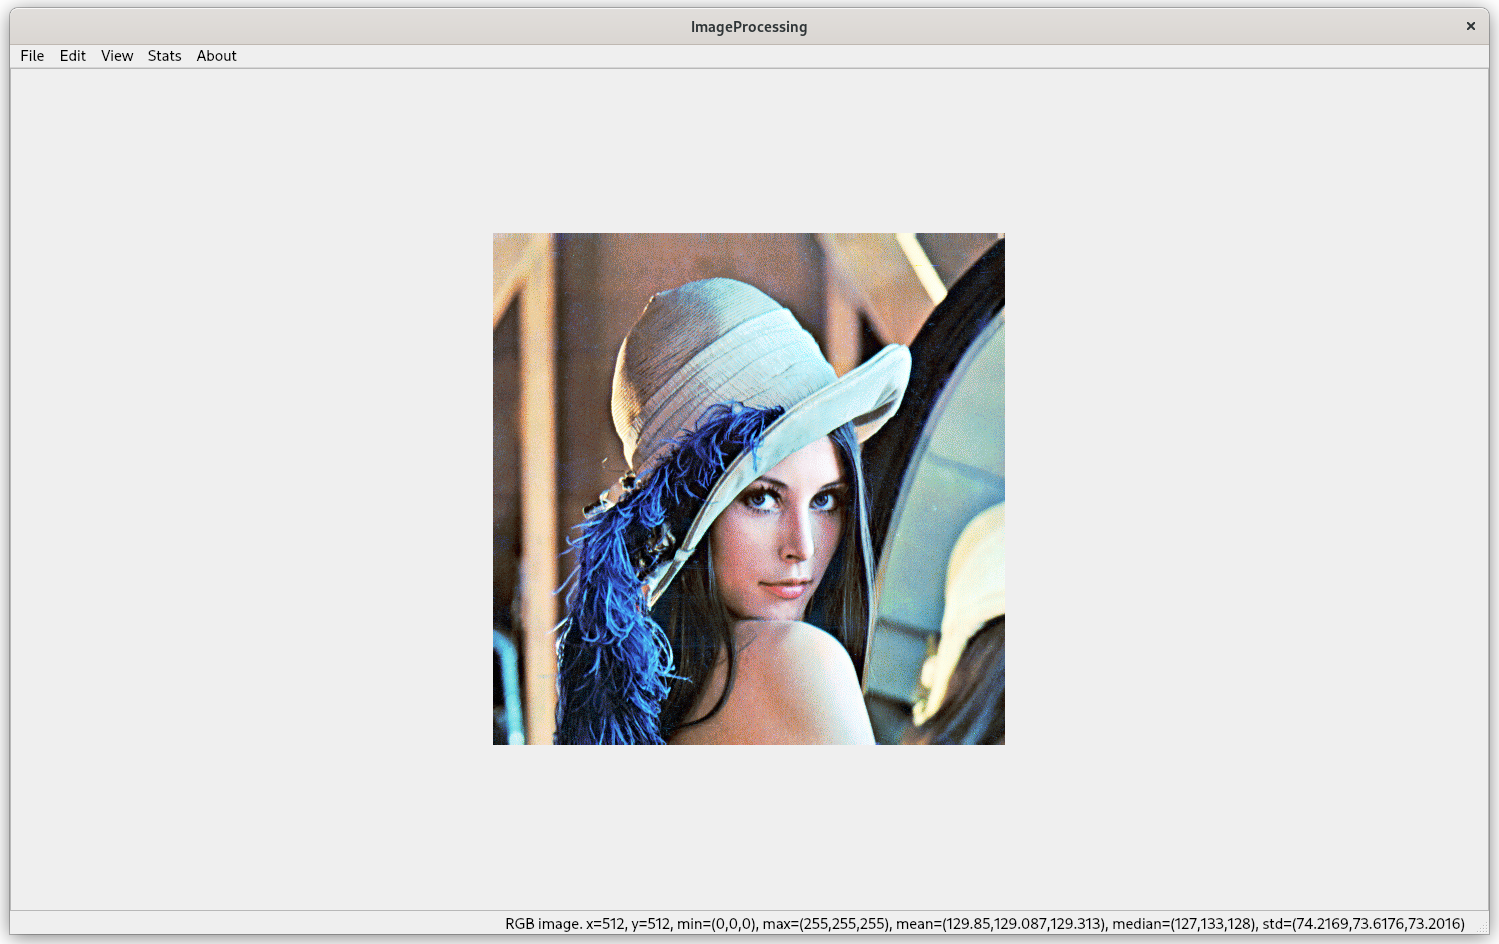 ImageProcessing
File Edit View Stats About
RGB image. x=512, y=512, min=(0,0,0), max=(255,255,255), mean=(129.85,129.087,129.313), median=(127,133,128), std=(74.2169,73.6176,73.2016)